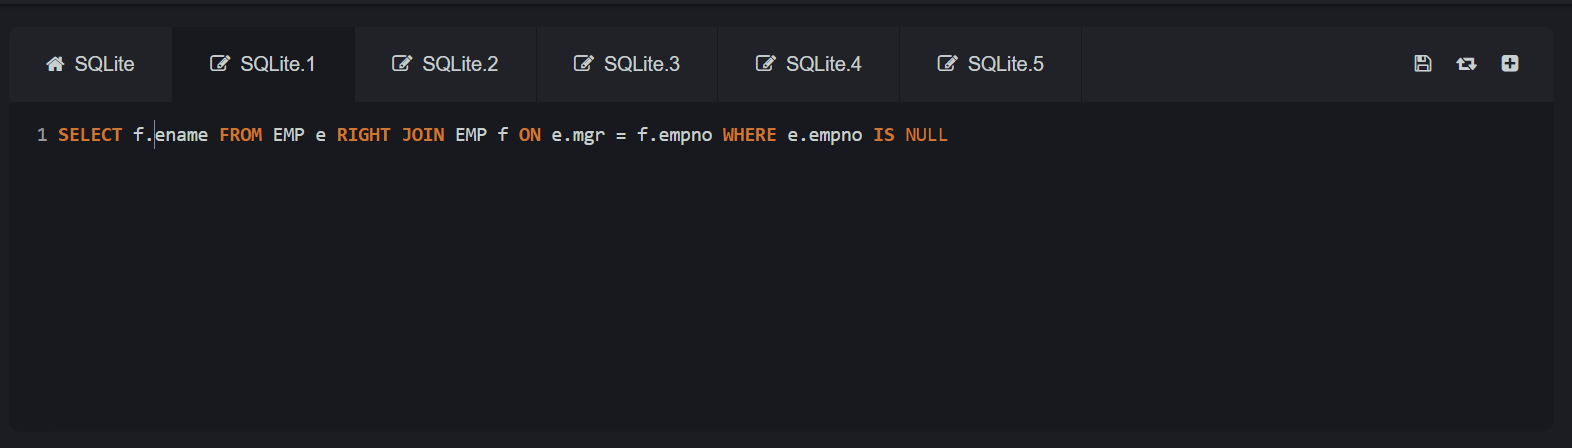 SQLite SQLite.1 SQLite.2 SQLite.3 SQLite.4 SQLite.5
1 SELECT f.ename FROM EMP e RIGHT JOIN EMP f ON e.mgr = f.empno WHERE e.empno IS NULL